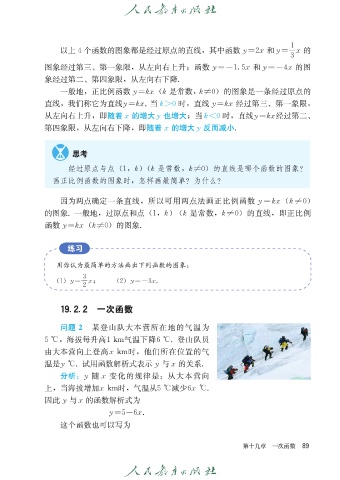 人民教育出版社
以上 4 个函数的图象都是经过原点的直线，其中函数 y=2x 和 y=1/3 x 的
图象经过第三、第一象限，从左向右上升；函数 y=-1.5x 和 y=-4x 的图
象经过第二、第四象限，从左向右下降.
一般地，正比例函数 y=kx（k 是常数，k≠0）的图象是一条经过原点的
直线，我们称它为直线y=kx. 当 k>0 时，直线 y=kx 经过第三、第一象限，
从左向右上升，即随着 x 的增大 y 也增大；当k<0 时，直线y=kx经过第二、
第四象限，从左向右下降，即随着 x 的增大 y 反而减小.
思考
经过原点与点（1，k）（k 是常数，k≠0）的直线是哪个函数的图象？
画正比例函数的图象时，怎样画最简单？为什么？
因为两点确定一条直线，所以可用两点法画正比例函数 y=kx（k≠0）
的图象. 一般地，过原点和点（1，k）（k 是常数，k≠0）的直线，即正比例
函数 y=kx（k≠0）的图象.
练习
用你认为最简单的方法画出下列函数的图象：
（1）y=3/2 x； （2）y=-3x.
19.2.2 一次函数
问题 2 某登山队大本营所在地的气温为
5 ℃，海拔每升高1 km气温下降6 ℃. 登山队员
由大本营向上登高x km时，他们所在位置的气
温是y ℃. 试用函数解析式表示 y 与 x 的关系.
分析：y 随 x 变化的规律是：从大本营向
上，当海拔增加x km时，气温从5 ℃减少6x ℃.
因此 y 与 x 的函数解析式为
y=5-6x.
这个函数也可以写为
第十九章 一次函数 89
人民教育出版社